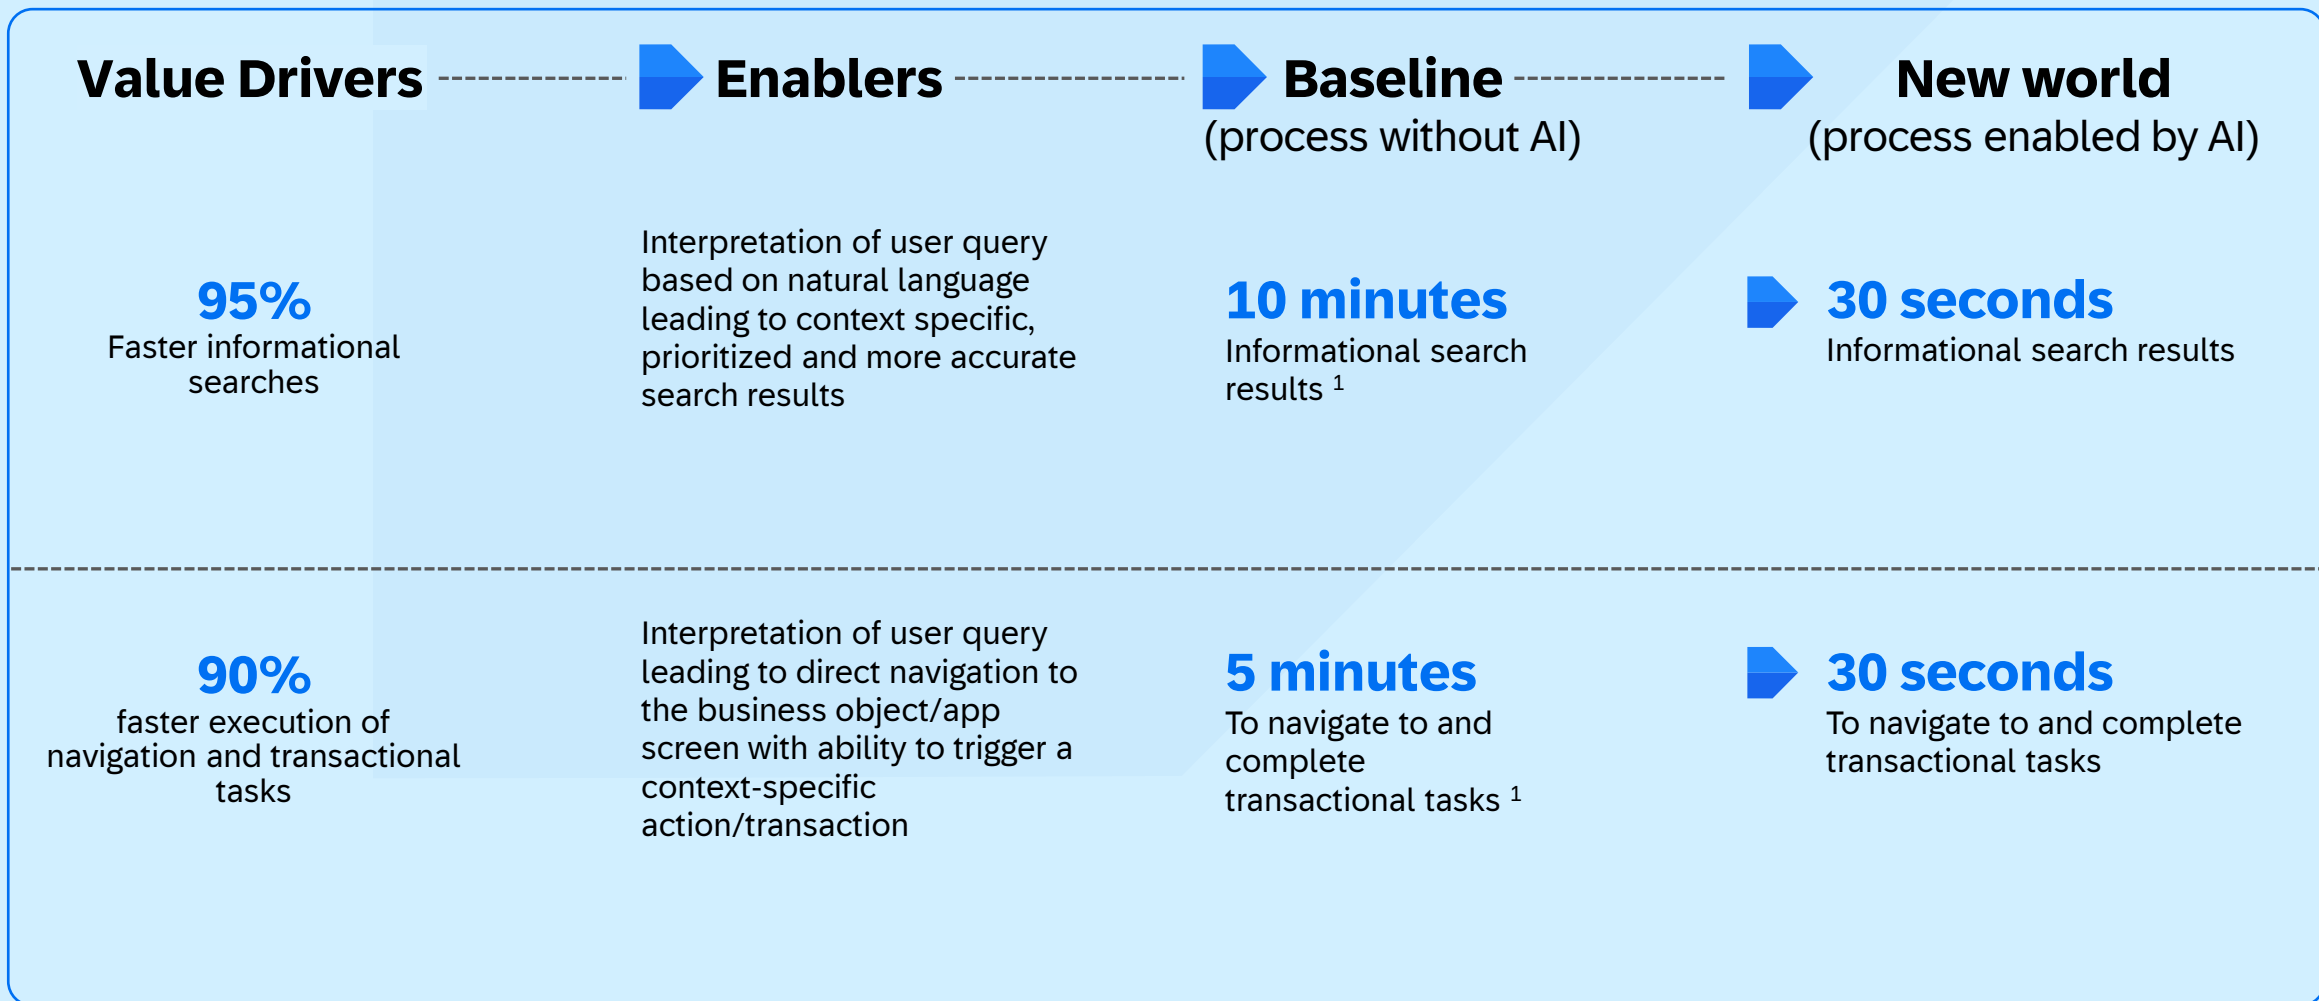 Value Drivers
Enablers
Baseline
(process without AI)
New world
(process enabled by AI)
95%
Faster informational
searches
Interpretation of user query
based on natural language
leading to context specific,
prioritized and more accurate
search results
10 minutes
Informational search
results ¹
30 seconds
Informational search results
90%
faster execution of
navigation and transactional
tasks
Interpretation of user query
leading to direct navigation to
the business object/app
screen with ability to trigger a
context-specific
action/transaction
5 minutes
To navigate to and
complete
transactional tasks ¹
30 seconds
To navigate to and complete
transactional tasks